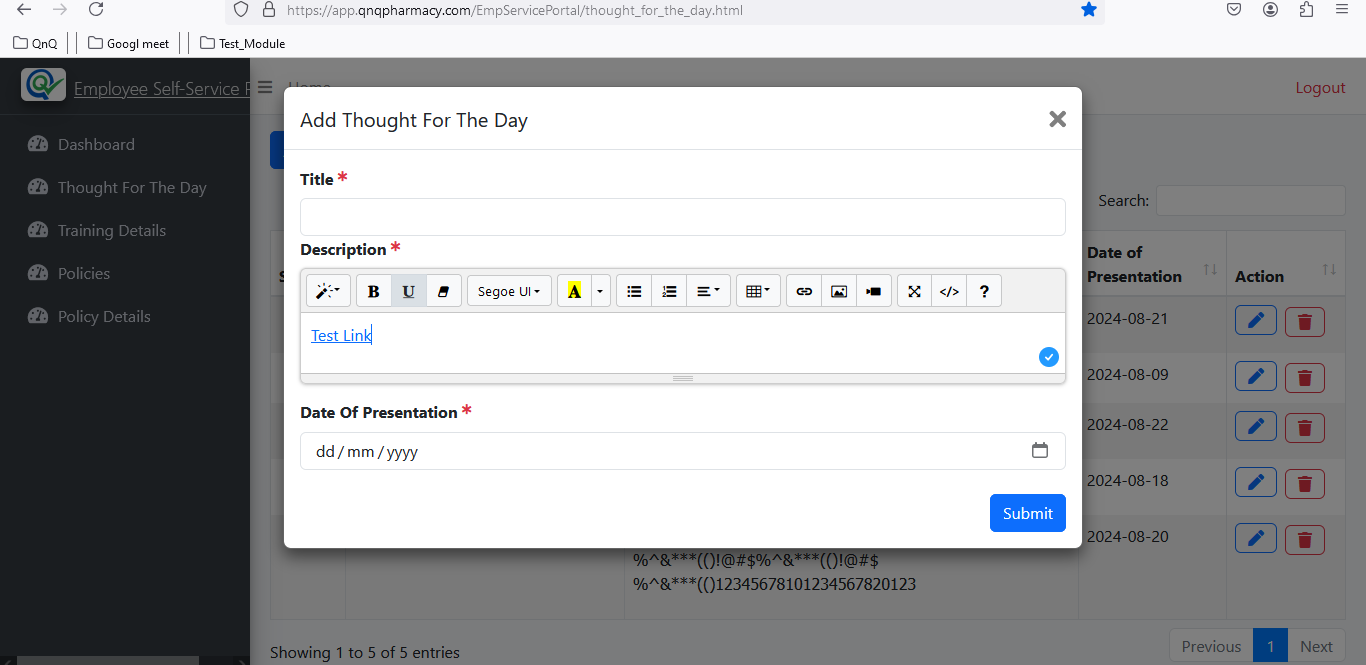 https://app.qnqpharmacy.com/EmpServicePortal/thought_for_the_day.html
QnQ
Googl meet
Test_Module
Employee Self-Service
Home
Logout
Dashboard
Thought For The Day
Training Details
Policies
Policy Details
Add Thought For The Day
Title *
Description *
B U Segoe UI A </> ?
Test Link
Date Of Presentation *
dd/mm/yyyy
Submit
Search:
Date of
Presentation
Action
2024-08-21
2024-08-09
2024-08-22
2024-08-18
2024-08-20
%^&***(()!@#$%^&***(()!@#$
%^&***(()12345678101234567820123
Showing 1 to 5 of 5 entries
Previous 1 Next